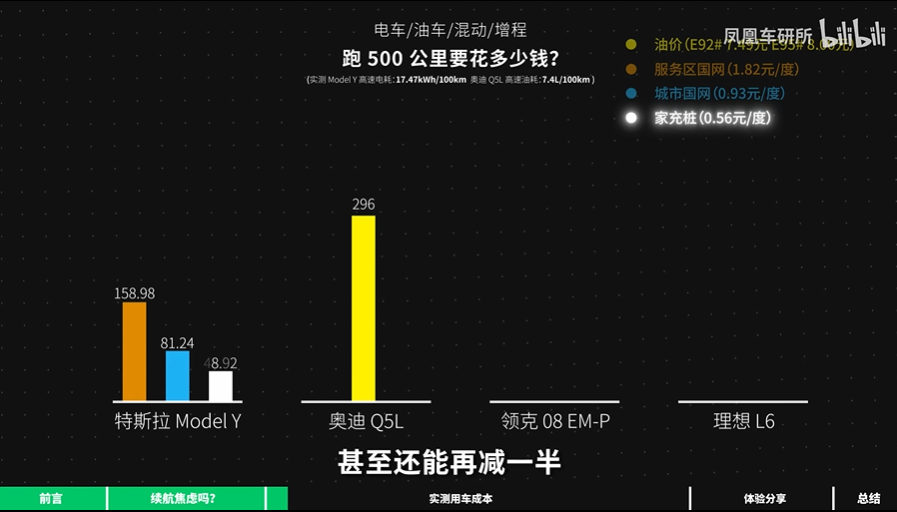 电车/油车/混动/增程
跑 500 公里要花多少钱?
(实测 Model Y 高速电耗:17.47kWh/100km 奥迪 Q5L 高速油耗:7.4L/100km)
凤凰车研所 bilibili
油价(E92# 7.49元 E95# 8.00元)
服务区国网(1.82元/度)
城市国网(0.93元/度)
家充桩(0.56元/度)
296
158.98
81.24
48.92
特斯拉 Model Y
奥迪 Q5L
领克 08 EM-P
理想 L6
甚至还能再减一半
前言
续航焦虑吗?
实测用车成本
体验分享
总结